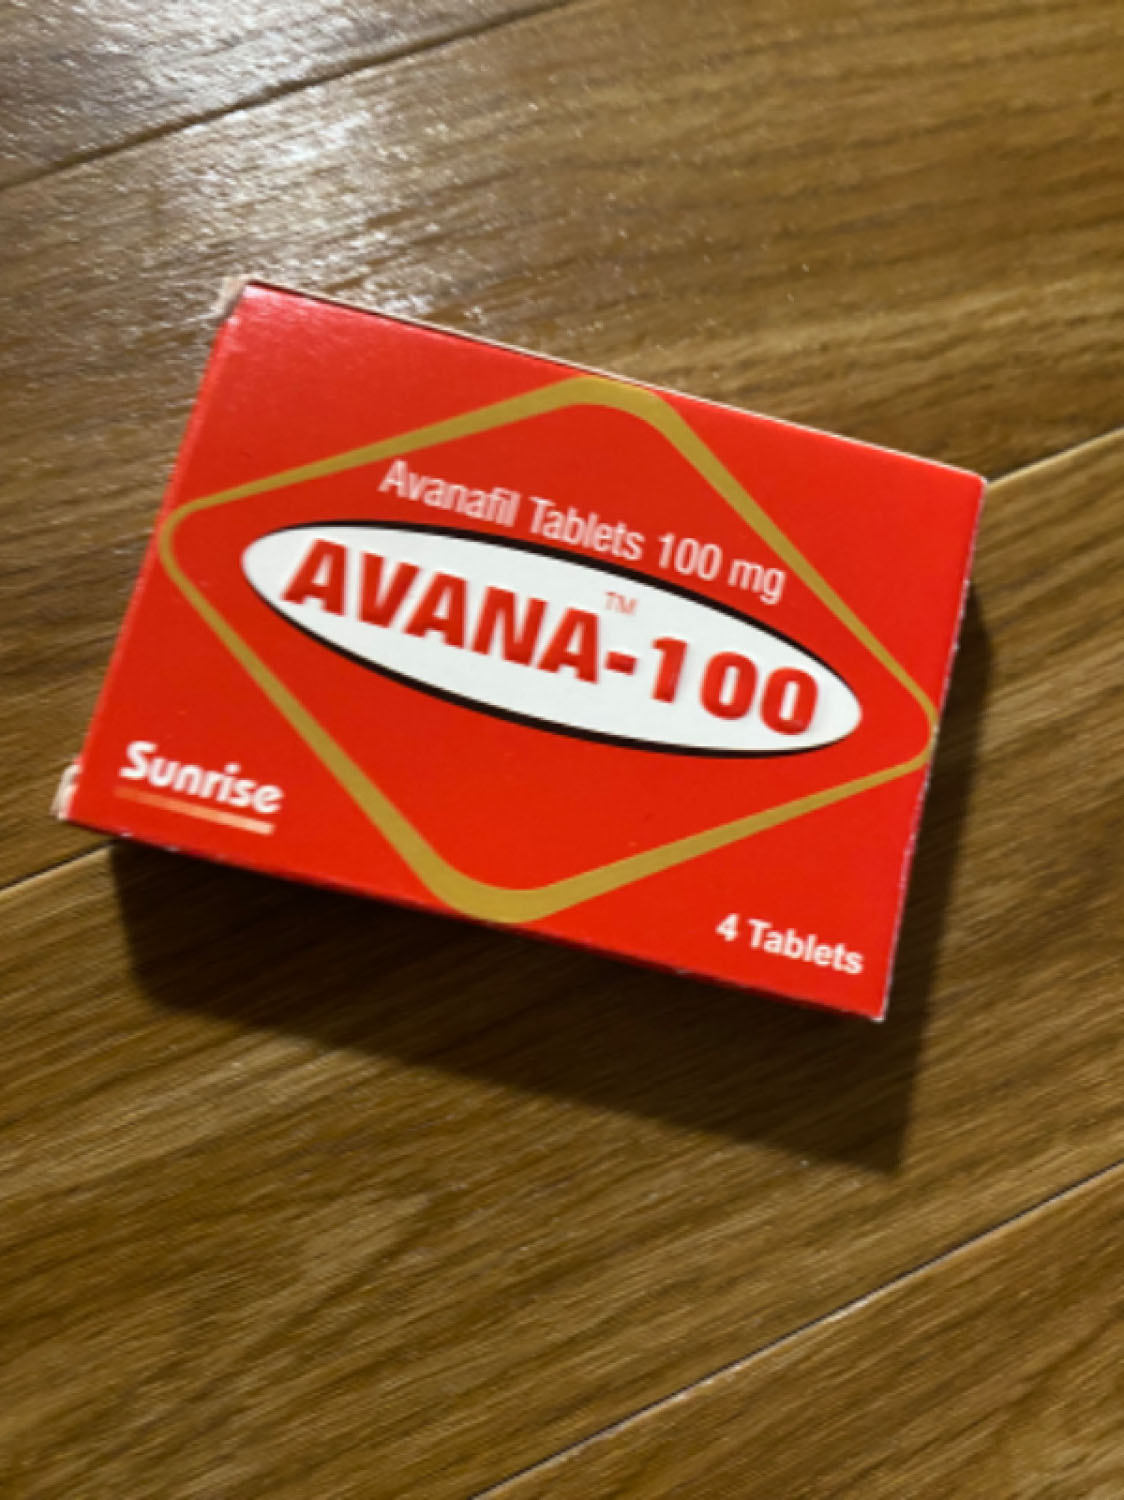 Avanafil Tablets 100 mg
AVANA-100
TM
Sunrise
4 Tablets